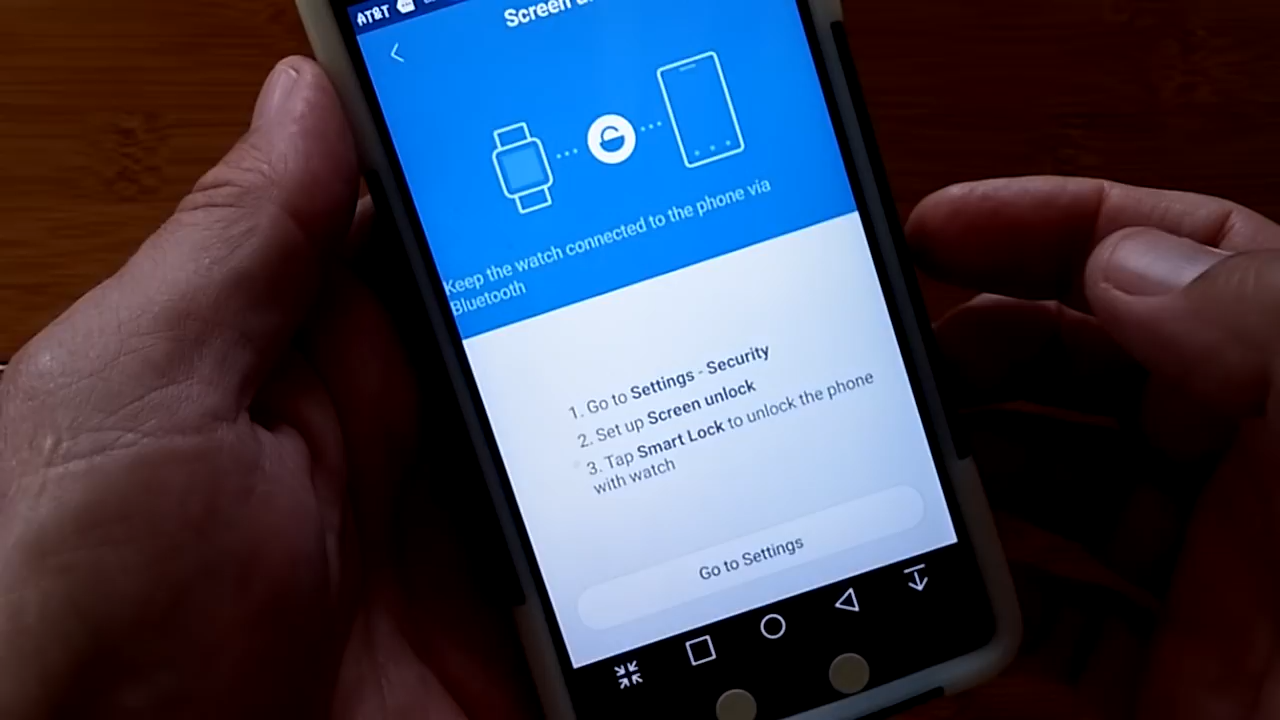 AT&T
Screen
Keep the watch connected to the phone via
Bluetooth
1. Go to Settings - Security
2. Set up Screen unlock
3. Tap Smart Lock to unlock the phone
with watch
Go to Settings